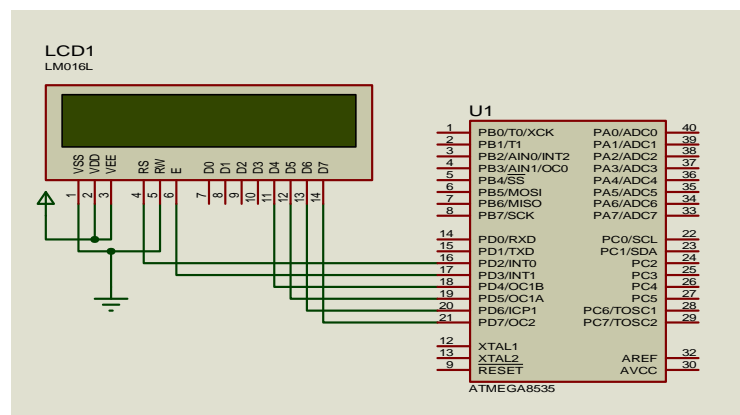 LCD1
LM016L
VSS
VDD
VEE
RS
RW
E
D0
D1
D2
D3
D4
D5
D6
D7
1
2
3
4
5
6
7
8
9
10
11
12
13
14
U1
1 PB0/T0/XCK PA0/ADC0 40
2 PB1/T1 PA1/ADC1 39
3 PB2/AIN0/INT2 PA2/ADC2 38
4 PB3/AIN1/OC0 PA3/ADC3 37
5 PB4/SS PA4/ADC4 36
6 PB5/MOSI PA5/ADC5 35
7 PB6/MISO PA6/ADC6 34
8 PB7/SCK PA7/ADC7 33
14 PD0/RXD PC0/SCL 22
15 PD1/TXD PC1/SDA 23
16 PD2/INT0 PC2 24
17 PD3/INT1 PC3 25
18 PD4/OC1B PC4 26
19 PD5/OC1A PC5 27
20 PD6/ICP1 PC6/TOSC1 28
21 PD7/OC2 PC7/TOSC2 29
12 XTAL1
13 XTAL2 AREF 32
9 RESET AVCC 30
ATMEGA8535